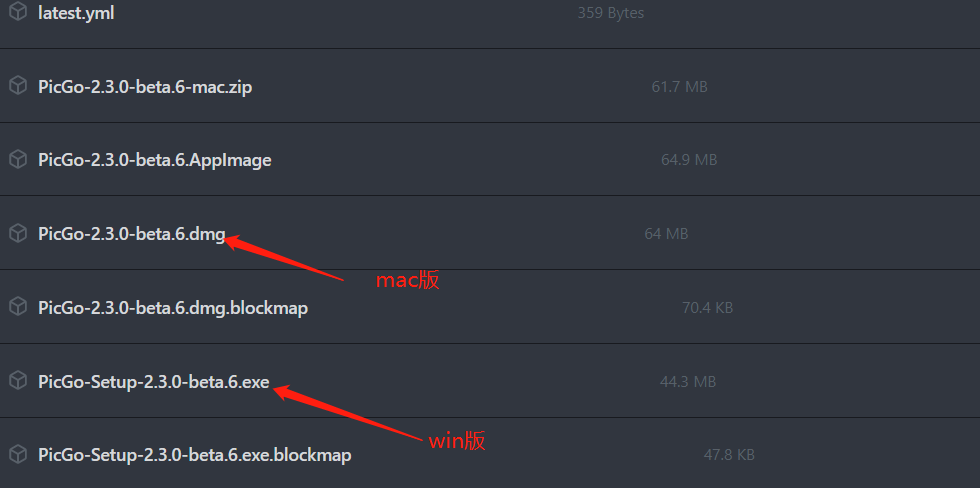 latest.yml 359 Bytes
PicGo-2.3.0-beta.6-mac.zip 61.7 MB
PicGo-2.3.0-beta.6.AppImage 64.9 MB
PicGo-2.3.0-beta.6.dmg 64 MB
mac版
PicGo-2.3.0-beta.6.dmg.blockmap 70.4 KB
PicGo-Setup-2.3.0-beta.6.exe 44.3 MB
win版
PicGo-Setup-2.3.0-beta.6.exe.blockmap 47.8 KB